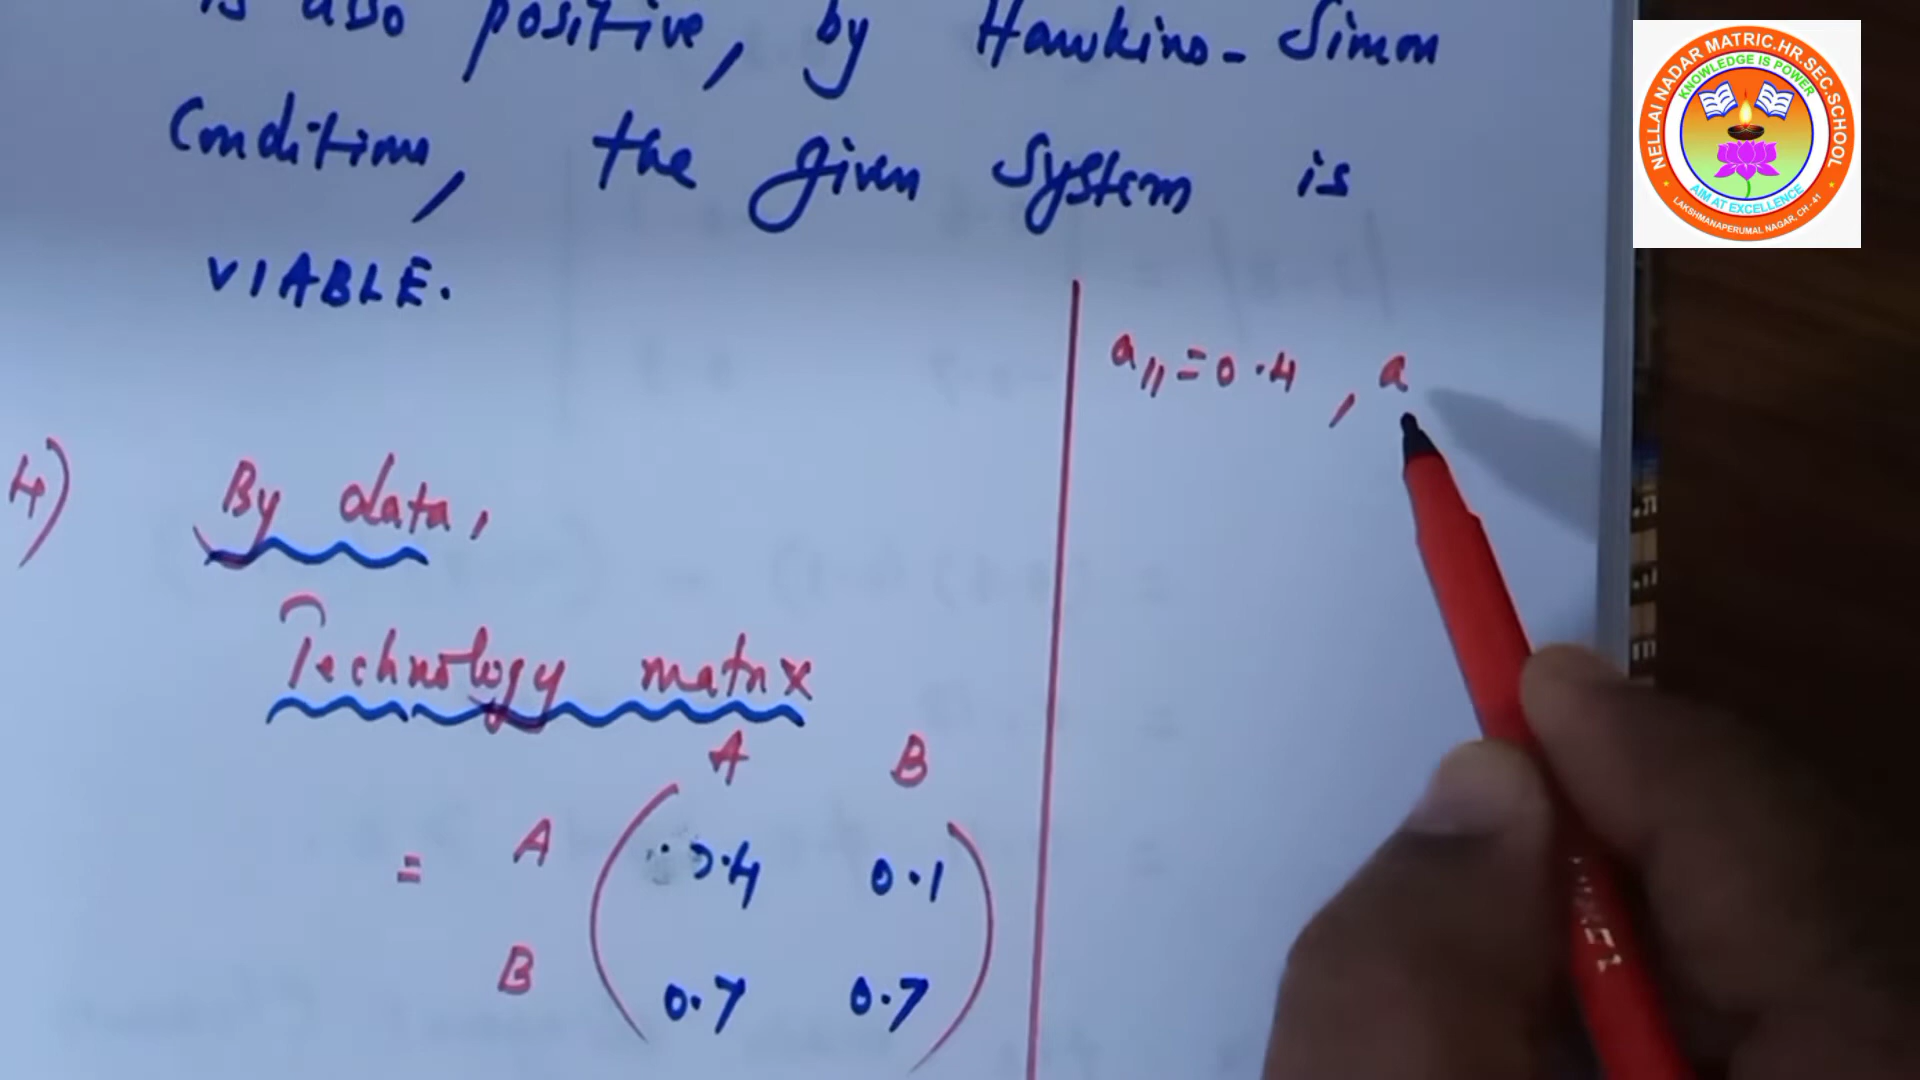 is also positive, by Hawkins-Simon
Conditions, the given system is
VIABLE.
4) By data,
Technology matrix
A B
= A 0.4 0.1
B 0.7 0.7
a11 = 0.4, a
NELLAI NADAR MATRIC.HR.SEC.SCHOOL
KNOWLEDGE IS POWER
AIM AT EXCELLENCE
LAKSHMANAPERUMAL NAGAR, CH - 41